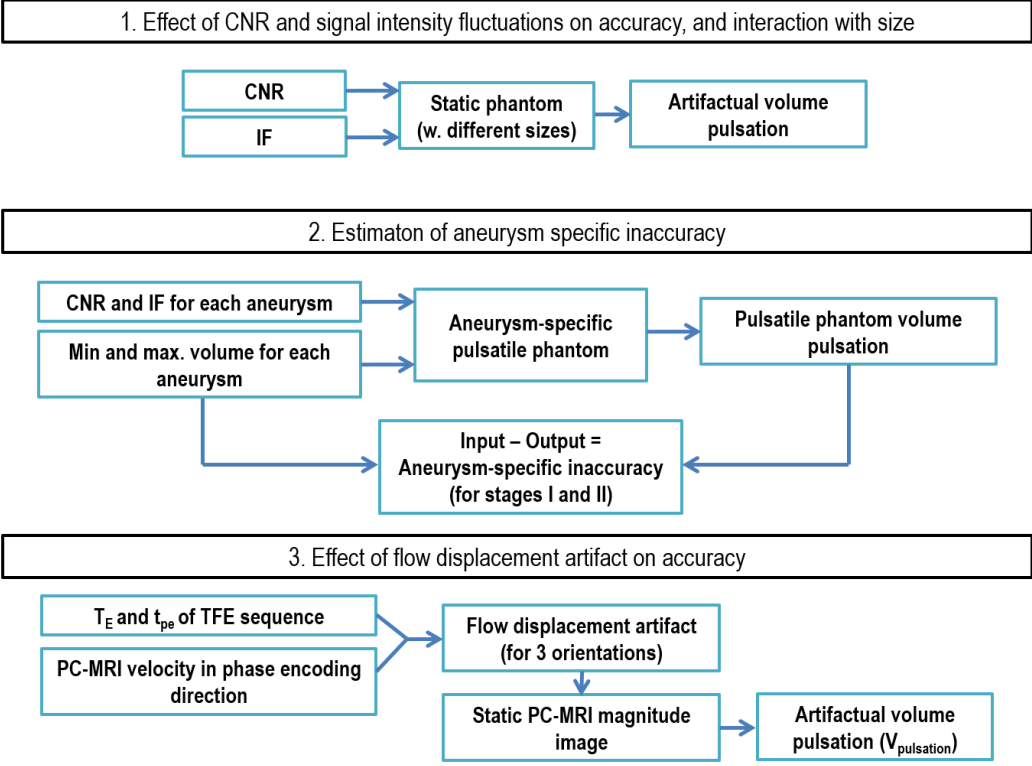 1. Effect of CNR and signal intensity fluctuations on accuracy, and interaction with size
CNR
IF
Static phantom
(w. different sizes)
Artifactual volume
pulsation
2. Estimaton of aneurysm specific inaccuracy
CNR and IF for each aneurysm
Min and max. volume for each
aneurysm
Aneurysm-specific
pulsatile phantom
Pulsatile phantom volume
pulsation
Input – Output =
Aneurysm-specific inaccuracy
(for stages I and II)
3. Effect of flow displacement artifact on accuracy
TE and tpe of TFE sequence
PC-MRI velocity in phase encoding
direction
Flow displacement artifact
(for 3 orientations)
Static PC-MRI magnitude
image
Artifactual volume
pulsation (Vpulsation)